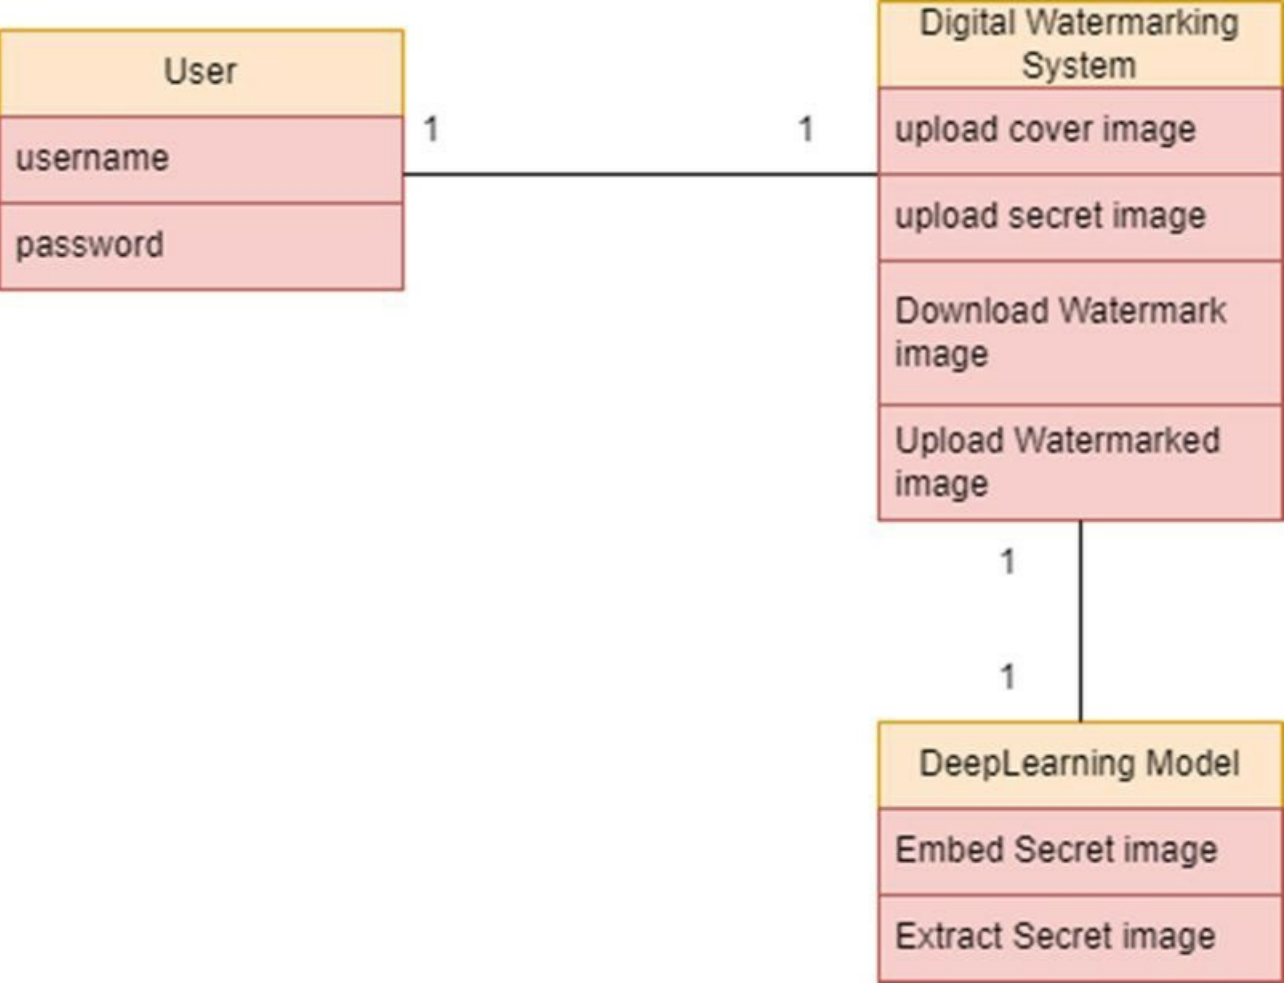 User
username
password
1
1
Digital Watermarking
System
upload cover image
upload secret image
Download Watermark
image
Upload Watermarked
image
1
1
DeepLearning Model
Embed Secret image
Extract Secret image